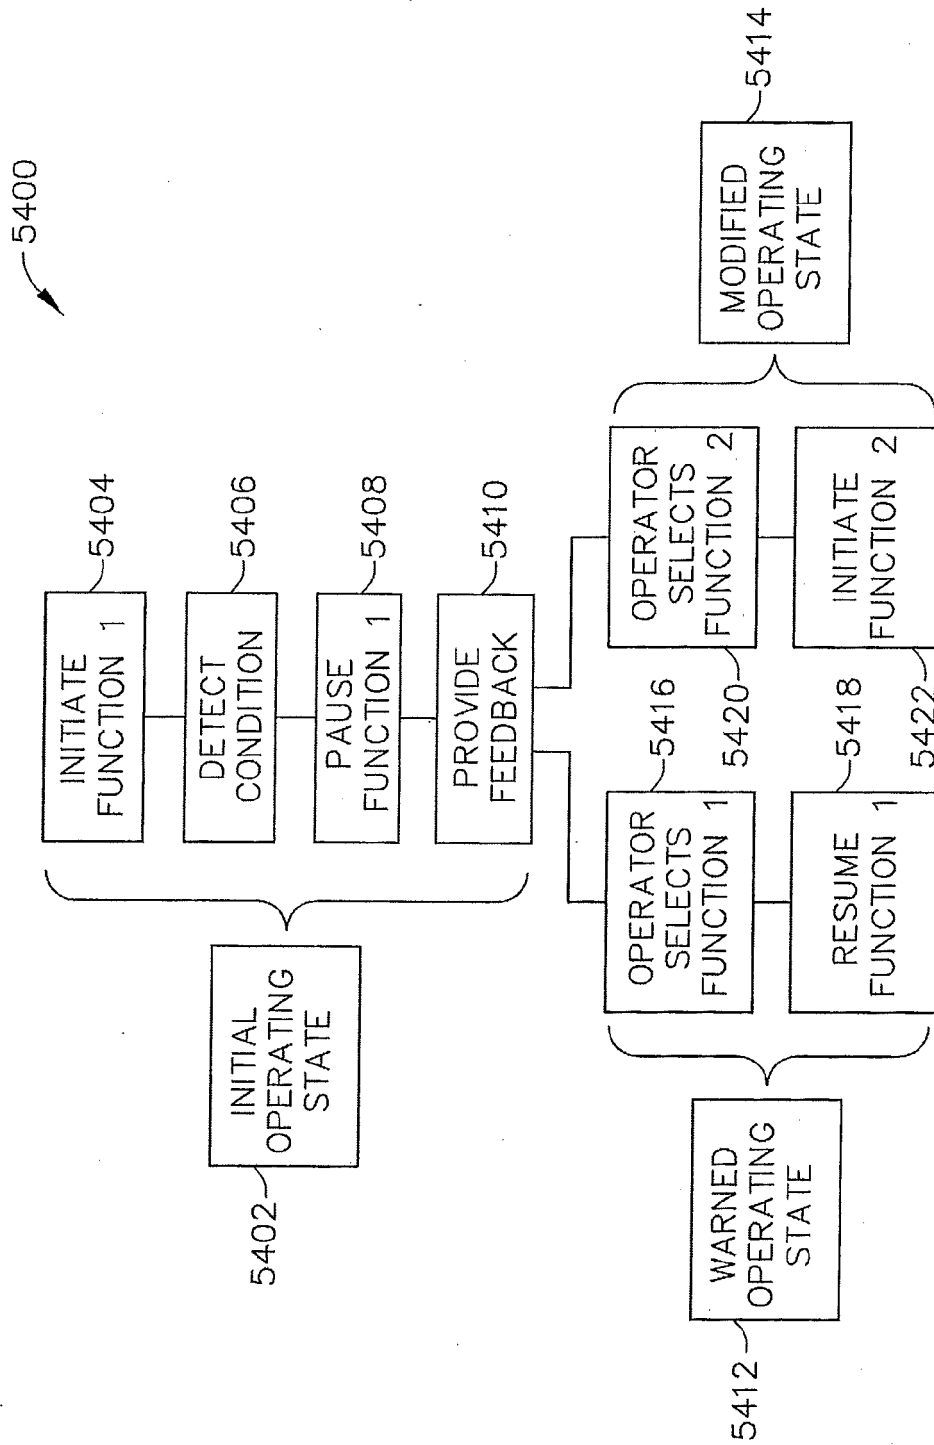 5400
INITIAL
OPERATING
STATE
5402
INITIATE
FUNCTION 1
5404
DETECT
CONDITION
5406
PAUSE
FUNCTION 1
5408
PROVIDE
FEEDBACK
5410
WARNED
OPERATING
STATE
5412
OPERATOR
SELECTS
FUNCTION 1
5416
RESUME
FUNCTION 1
5418
OPERATOR
SELECTS
FUNCTION 2
5420
INITIATE
FUNCTION 2
5422
MODIFIED
OPERATING
STATE
5414